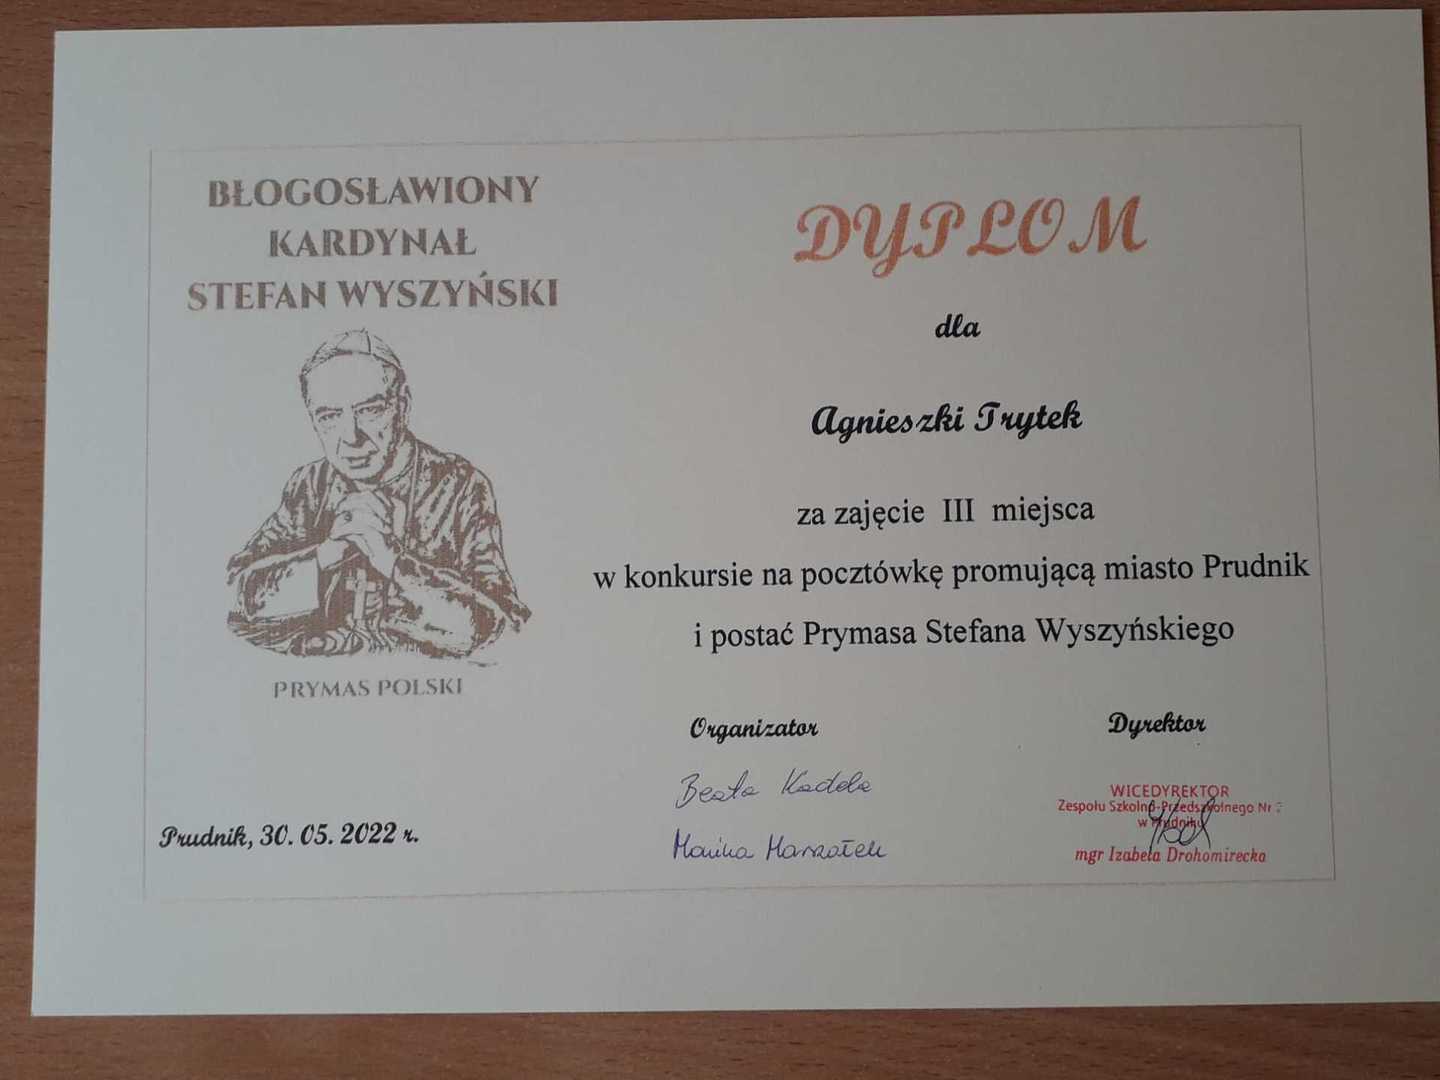 BŁOGOSŁAWIONY
KARDYNAŁ
STEFAN WYSZYŃSKI
PRYMAS POLSKI
Prudnik, 30. 05. 2022 r.
DYPLOM
dla
Agnieszki Trytek
za zajęcie III miejsca
w konkursie na pocztówkę promującą miasto Prudnik
i postać Prymasa Stefana Wyszyńskiego
Organizator
Beata Kadela
Monika Marszałek
Dyrektor
WICEDYREKTOR
Zespołu Szkolno-Przedszkolnego Nr
w Prudniku
mgr Izabela Drohomirecka